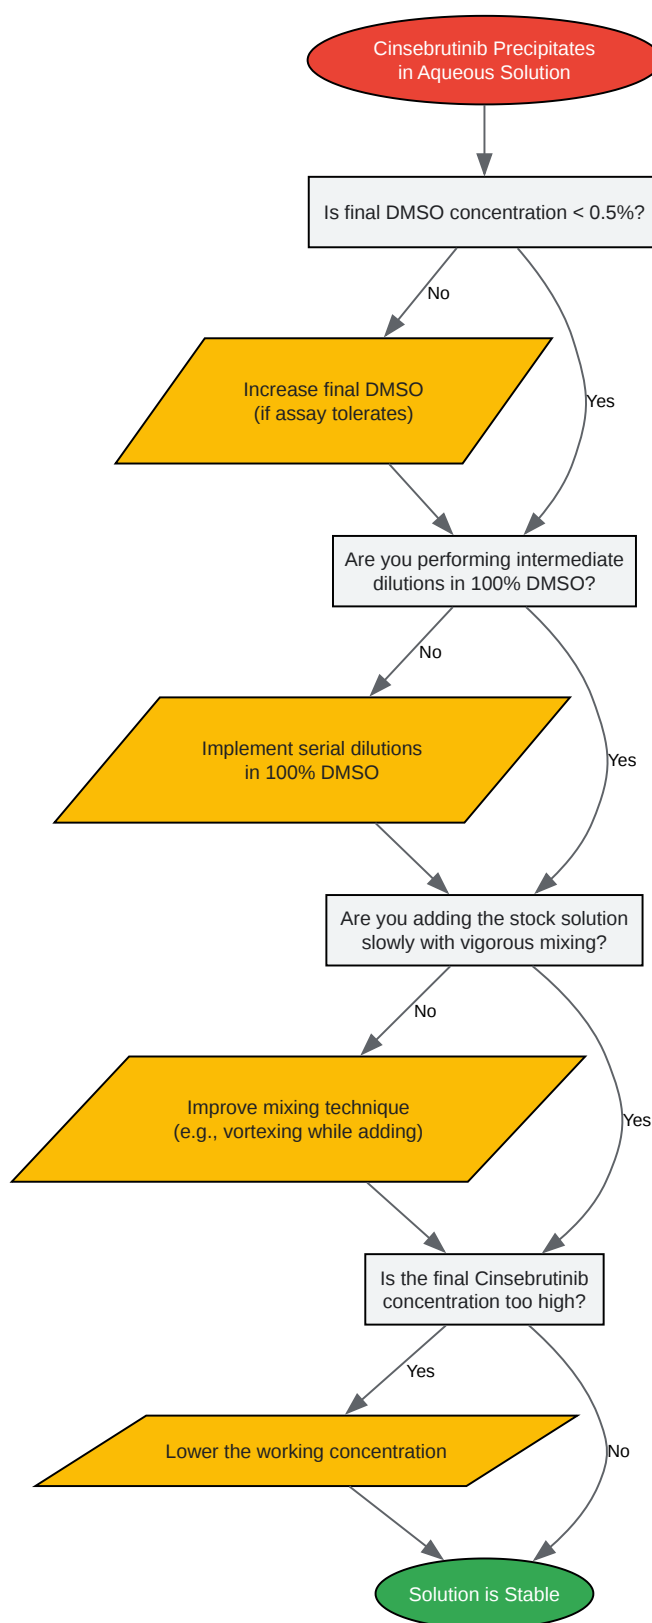 Cinsebrutinib Precipitates
in Aqueous Solution
Is final DMSO concentration < 0.5%?
No
Increase final DMSO
(if assay tolerates)
Yes
Are you performing intermediate
dilutions in 100% DMSO?
No
Implement serial dilutions
in 100% DMSO
Yes
Are you adding the stock solution
slowly with vigorous mixing?
No
Improve mixing technique
(e.g., vortexing while adding)
Yes
Is the final Cinsebrutinib
concentration too high?
Yes
Lower the working concentration
No
Solution is Stable